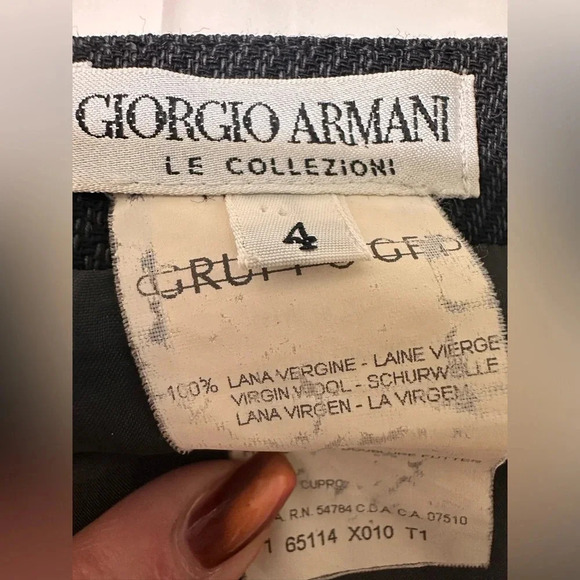 GIORGIO ARMANI
LE COLLEZIONI
4
GRUPPO GFT
100% LANA VERGINE - LAINE VIERGE
VIRGIN WOOL - SCHURWOLLE
LANA VIRGEN - LA VIRGEM
CUPRO
A. R.N. 54784 C.D.A. C.A. 07510
1 65114 X010 T1